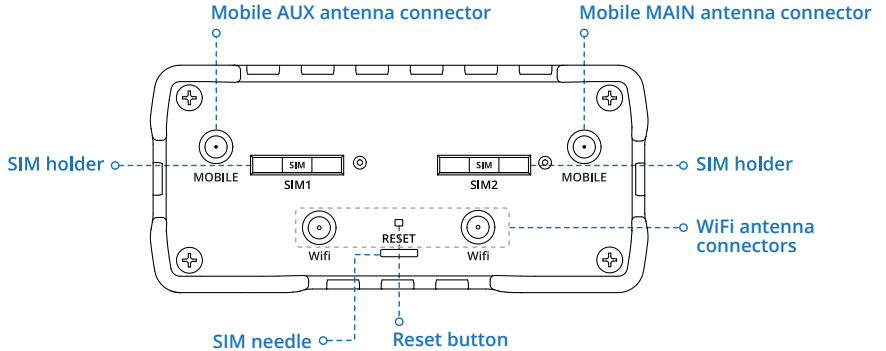 Mobile AUX antenna connector
Mobile MAIN antenna connector
SIM holder
MOBILE
SIM
SIM1
SIM
SIM2
MOBILE
SIM holder
Wifi
RESET
Wifi
WiFi antenna
connectors
SIM needle
Reset button